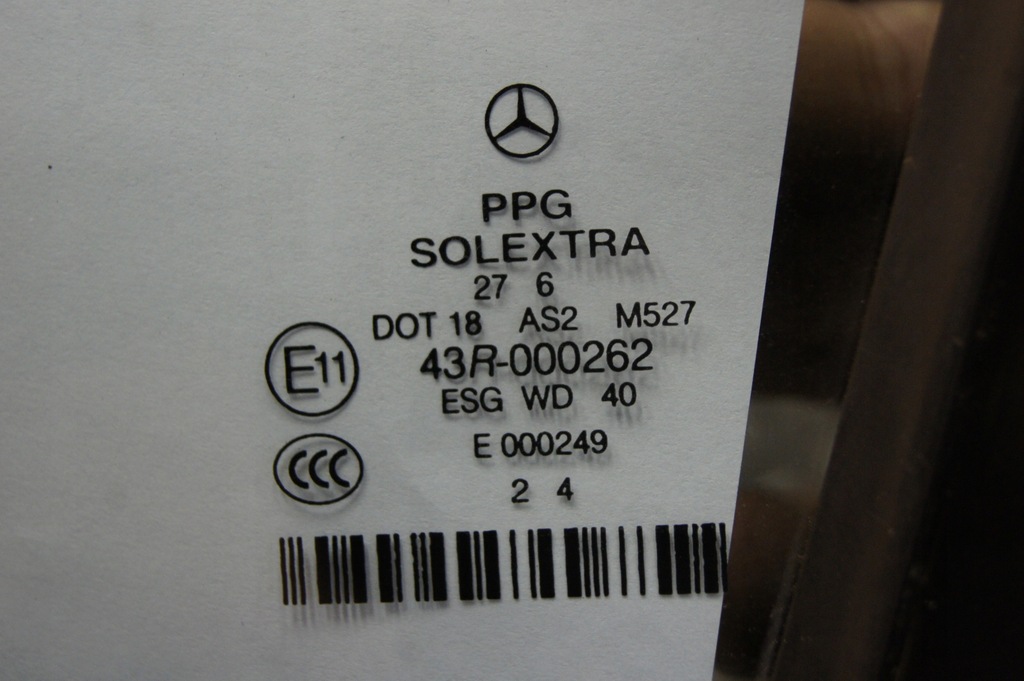 PPG
SOLEXTRA
27 6
DOT 18 AS2 M527
E11 43R-000262
ESG WD 40
CCC E 000249
2 4